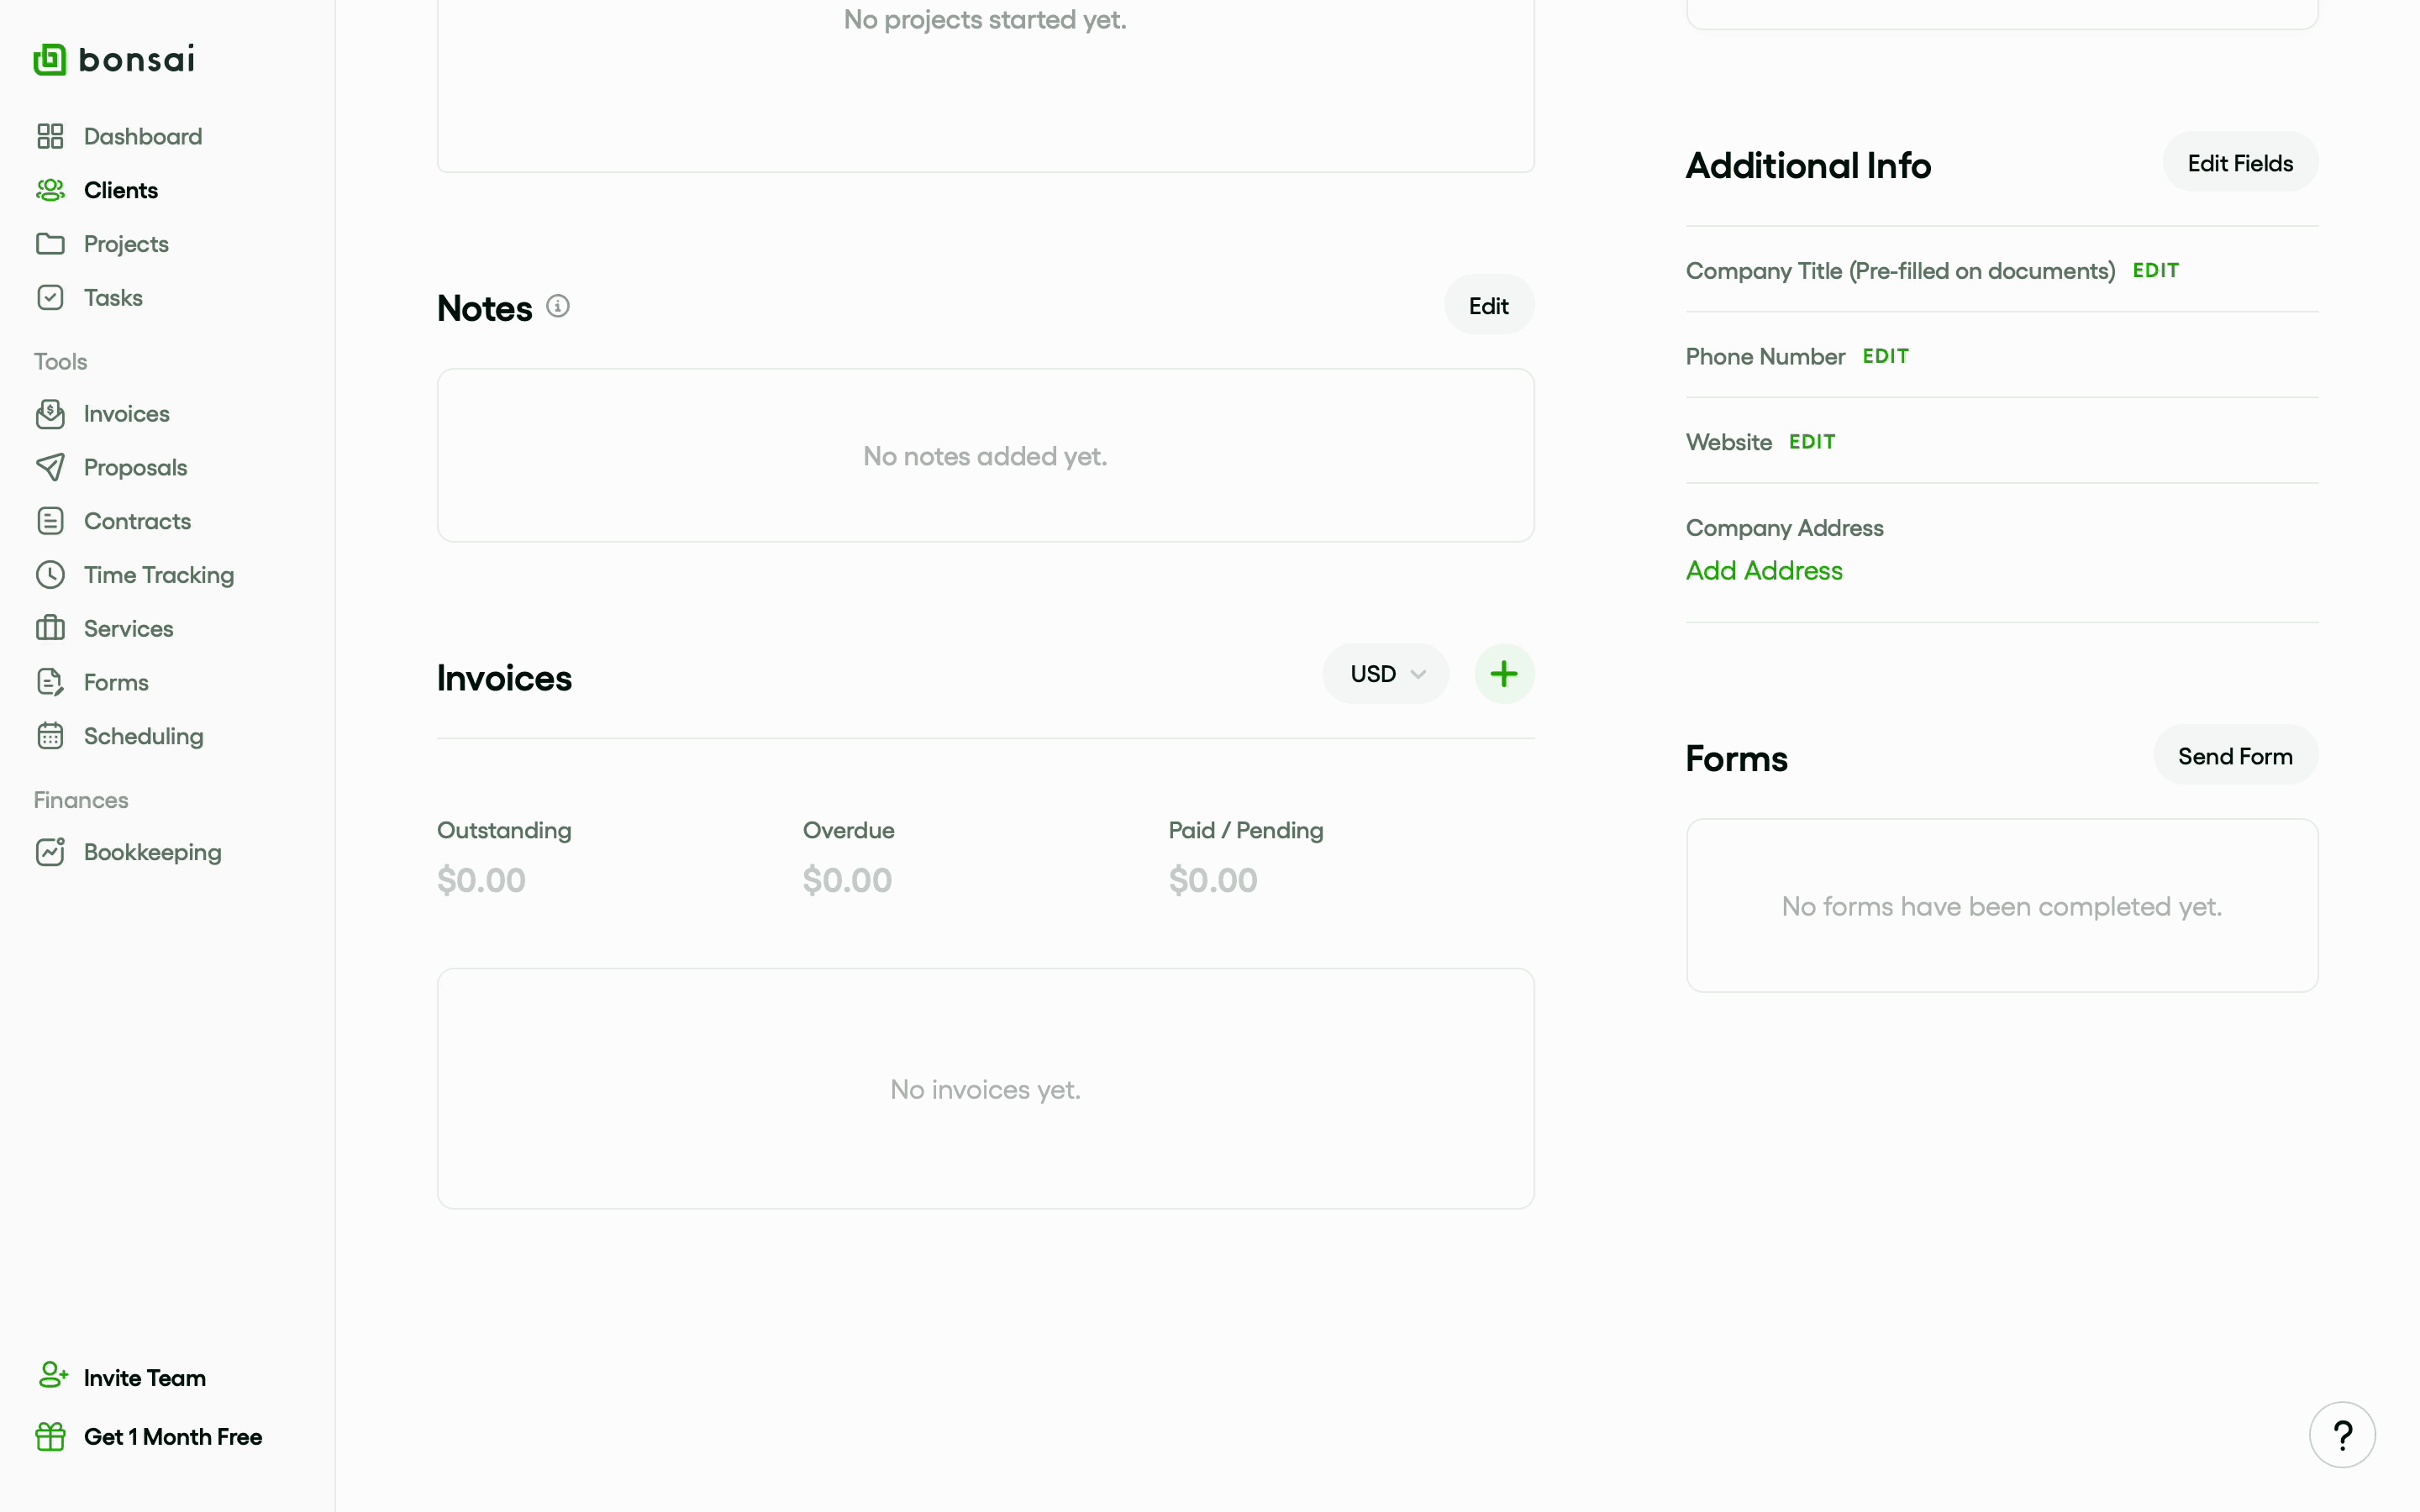 bonsai
Dashboard
Clients
Projects
Tasks
Tools
Invoices
Proposals
Contracts
Time Tracking
Services
Forms
Scheduling
Finances
Bookkeeping
Invite Team
Get 1 Month Free
No projects started yet.
Notes
Edit
No notes added yet.
Invoices
USD
Outstanding
$0.00
Overdue
$0.00
Paid / Pending
$0.00
No invoices yet.
Additional Info
Edit Fields
Company Title (Pre-filled on documents) EDIT
Phone Number EDIT
Website EDIT
Company Address
Add Address
Forms
Send Form
No forms have been completed yet.
?